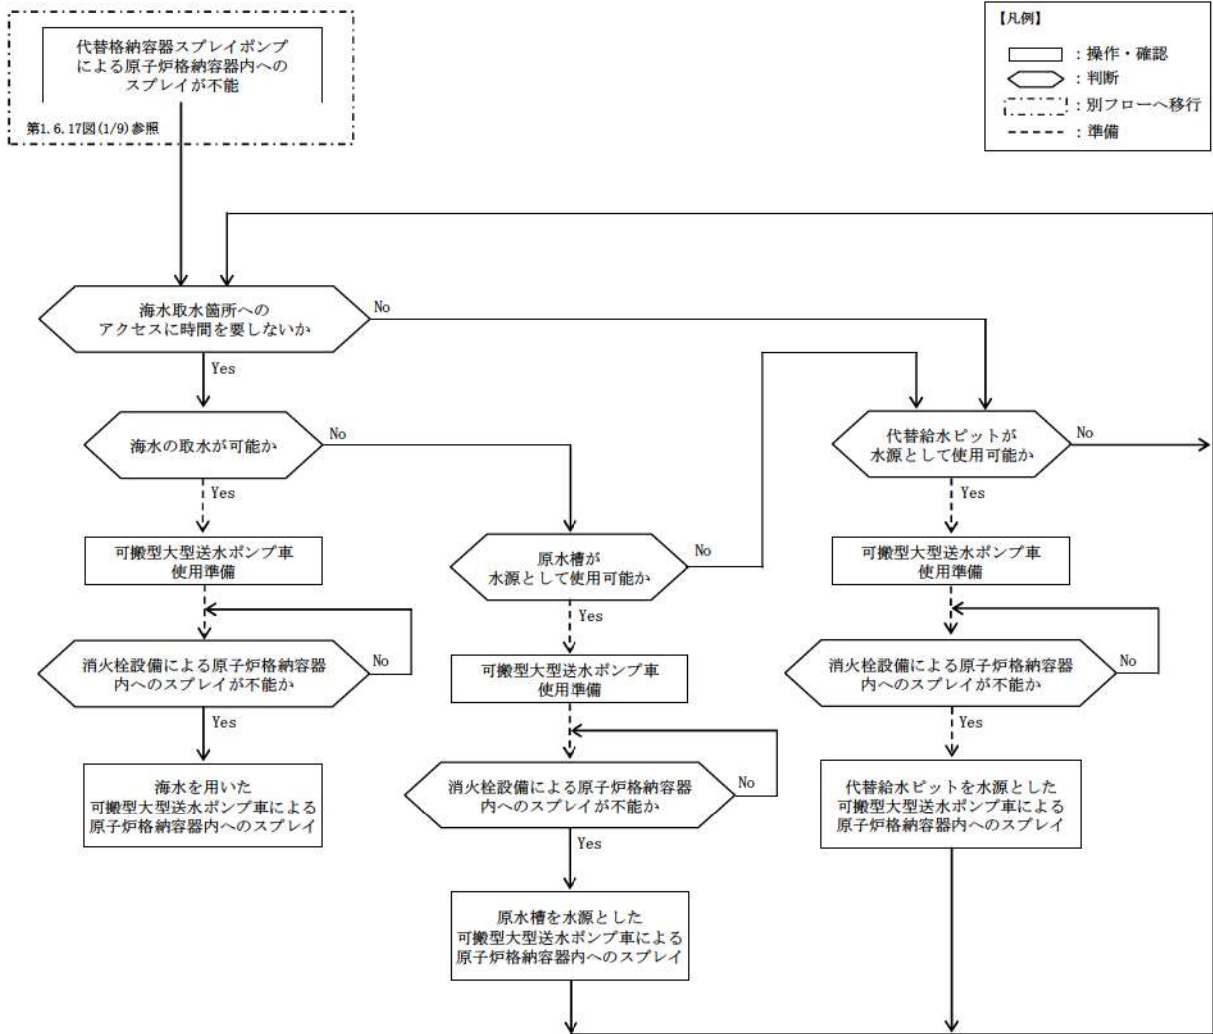 代替格納容器スプレイポンプ
による原子炉格納容器内への
スプレイが不能
第1.6.17図(1/9)参照
【凡例】
：操作・確認
：判断
：別フローへ移行
：準備
海水取水箇所への
アクセスに時間を要しないか
No
Yes
海水の取水が可能か
No
Yes
代替給水ピットが
水源として使用可能か
No
Yes
可搬型大型送水ポンプ車
使用準備
原水槽が
水源として使用可能か
No
Yes
可搬型大型送水ポンプ車
使用準備
消火栓設備による原子炉格納容器
内へのスプレイが不能か
No
Yes
可搬型大型送水ポンプ車
使用準備
消火栓設備による原子炉格納容器
内へのスプレイが不能か
No
Yes
海水を用いた
可搬型大型送水ポンプ車による
原子炉格納容器内へのスプレイ
消火栓設備による原子炉格納容器
内へのスプレイが不能か
No
Yes
代替給水ピットを水源とした
可搬型大型送水ポンプ車による
原子炉格納容器内へのスプレイ
原水槽を水源とした
可搬型大型送水ポンプ車による
原子炉格納容器内へのスプレイ